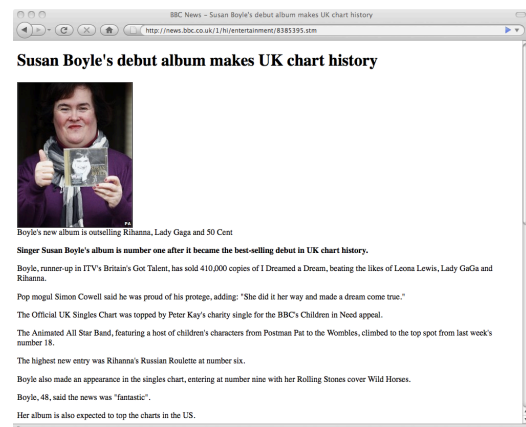 BBC News – Susan Boyle's debut album makes UK chart history
http://news.bbc.co.uk/1/hi/entertainment/8385395.stm
Susan Boyle's debut album makes UK chart history
PA
Boyle's new album is outselling Rihanna, Lady Gaga and 50 Cent
Singer Susan Boyle's album is number one after it became the best-selling debut in UK chart history.
Boyle, runner-up in ITV's Britain's Got Talent, has sold 410,000 copies of I Dreamed a Dream, beating the likes of Leona Lewis, Lady GaGa and
Rihanna.
Pop mogul Simon Cowell said he was proud of his protege, adding: "She did it her way and made a dream come true."
The Official UK Singles Chart was topped by Peter Kay's charity single for the BBC's Children in Need appeal.
The Animated All Star Band, featuring a host of children's characters from Postman Pat to the Wombles, climbed to the top spot from last week's
number 18.
The highest new entry was Rihanna's Russian Roulette at number six.
Boyle also made an appearance in the singles chart, entering at number nine with her Rolling Stones cover Wild Horses.
Boyle, 48, said the news was "fantastic".
Her album is also expected to top the charts in the US.